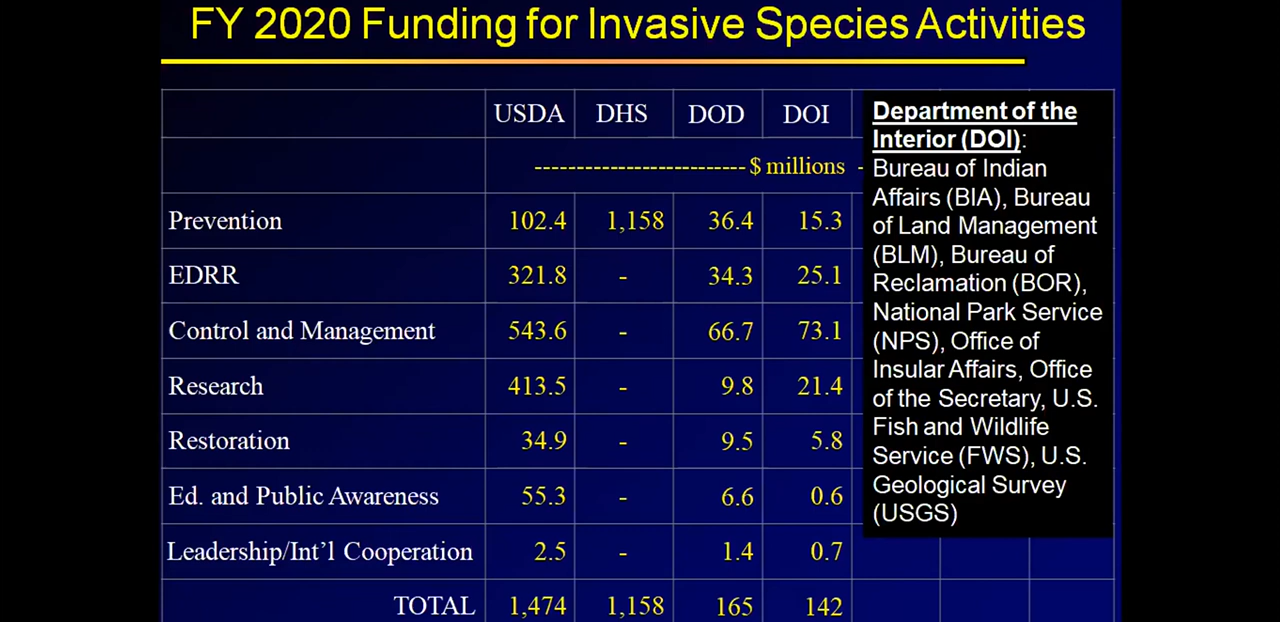 FY 2020 Funding for Invasive Species Activities
USDA DHS DOD DOI
------------------------- $ millions -
Prevention 102.4 1,158 36.4 15.3
EDRR 321.8 - 34.3 25.1
Control and Management 543.6 - 66.7 73.1
Research 413.5 - 9.8 21.4
Restoration 34.9 - 9.5 5.8
Ed. and Public Awareness 55.3 - 6.6 0.6
Leadership/Int’l Cooperation 2.5 - 1.4 0.7
TOTAL 1,474 1,158 165 142
Department of the
Interior (DOI):
Bureau of Indian
Affairs (BIA), Bureau
of Land Management
(BLM), Bureau of
Reclamation (BOR),
National Park Service
(NPS), Office of
Insular Affairs, Office
of the Secretary, U.S.
Fish and Wildlife
Service (FWS), U.S.
Geological Survey
(USGS)